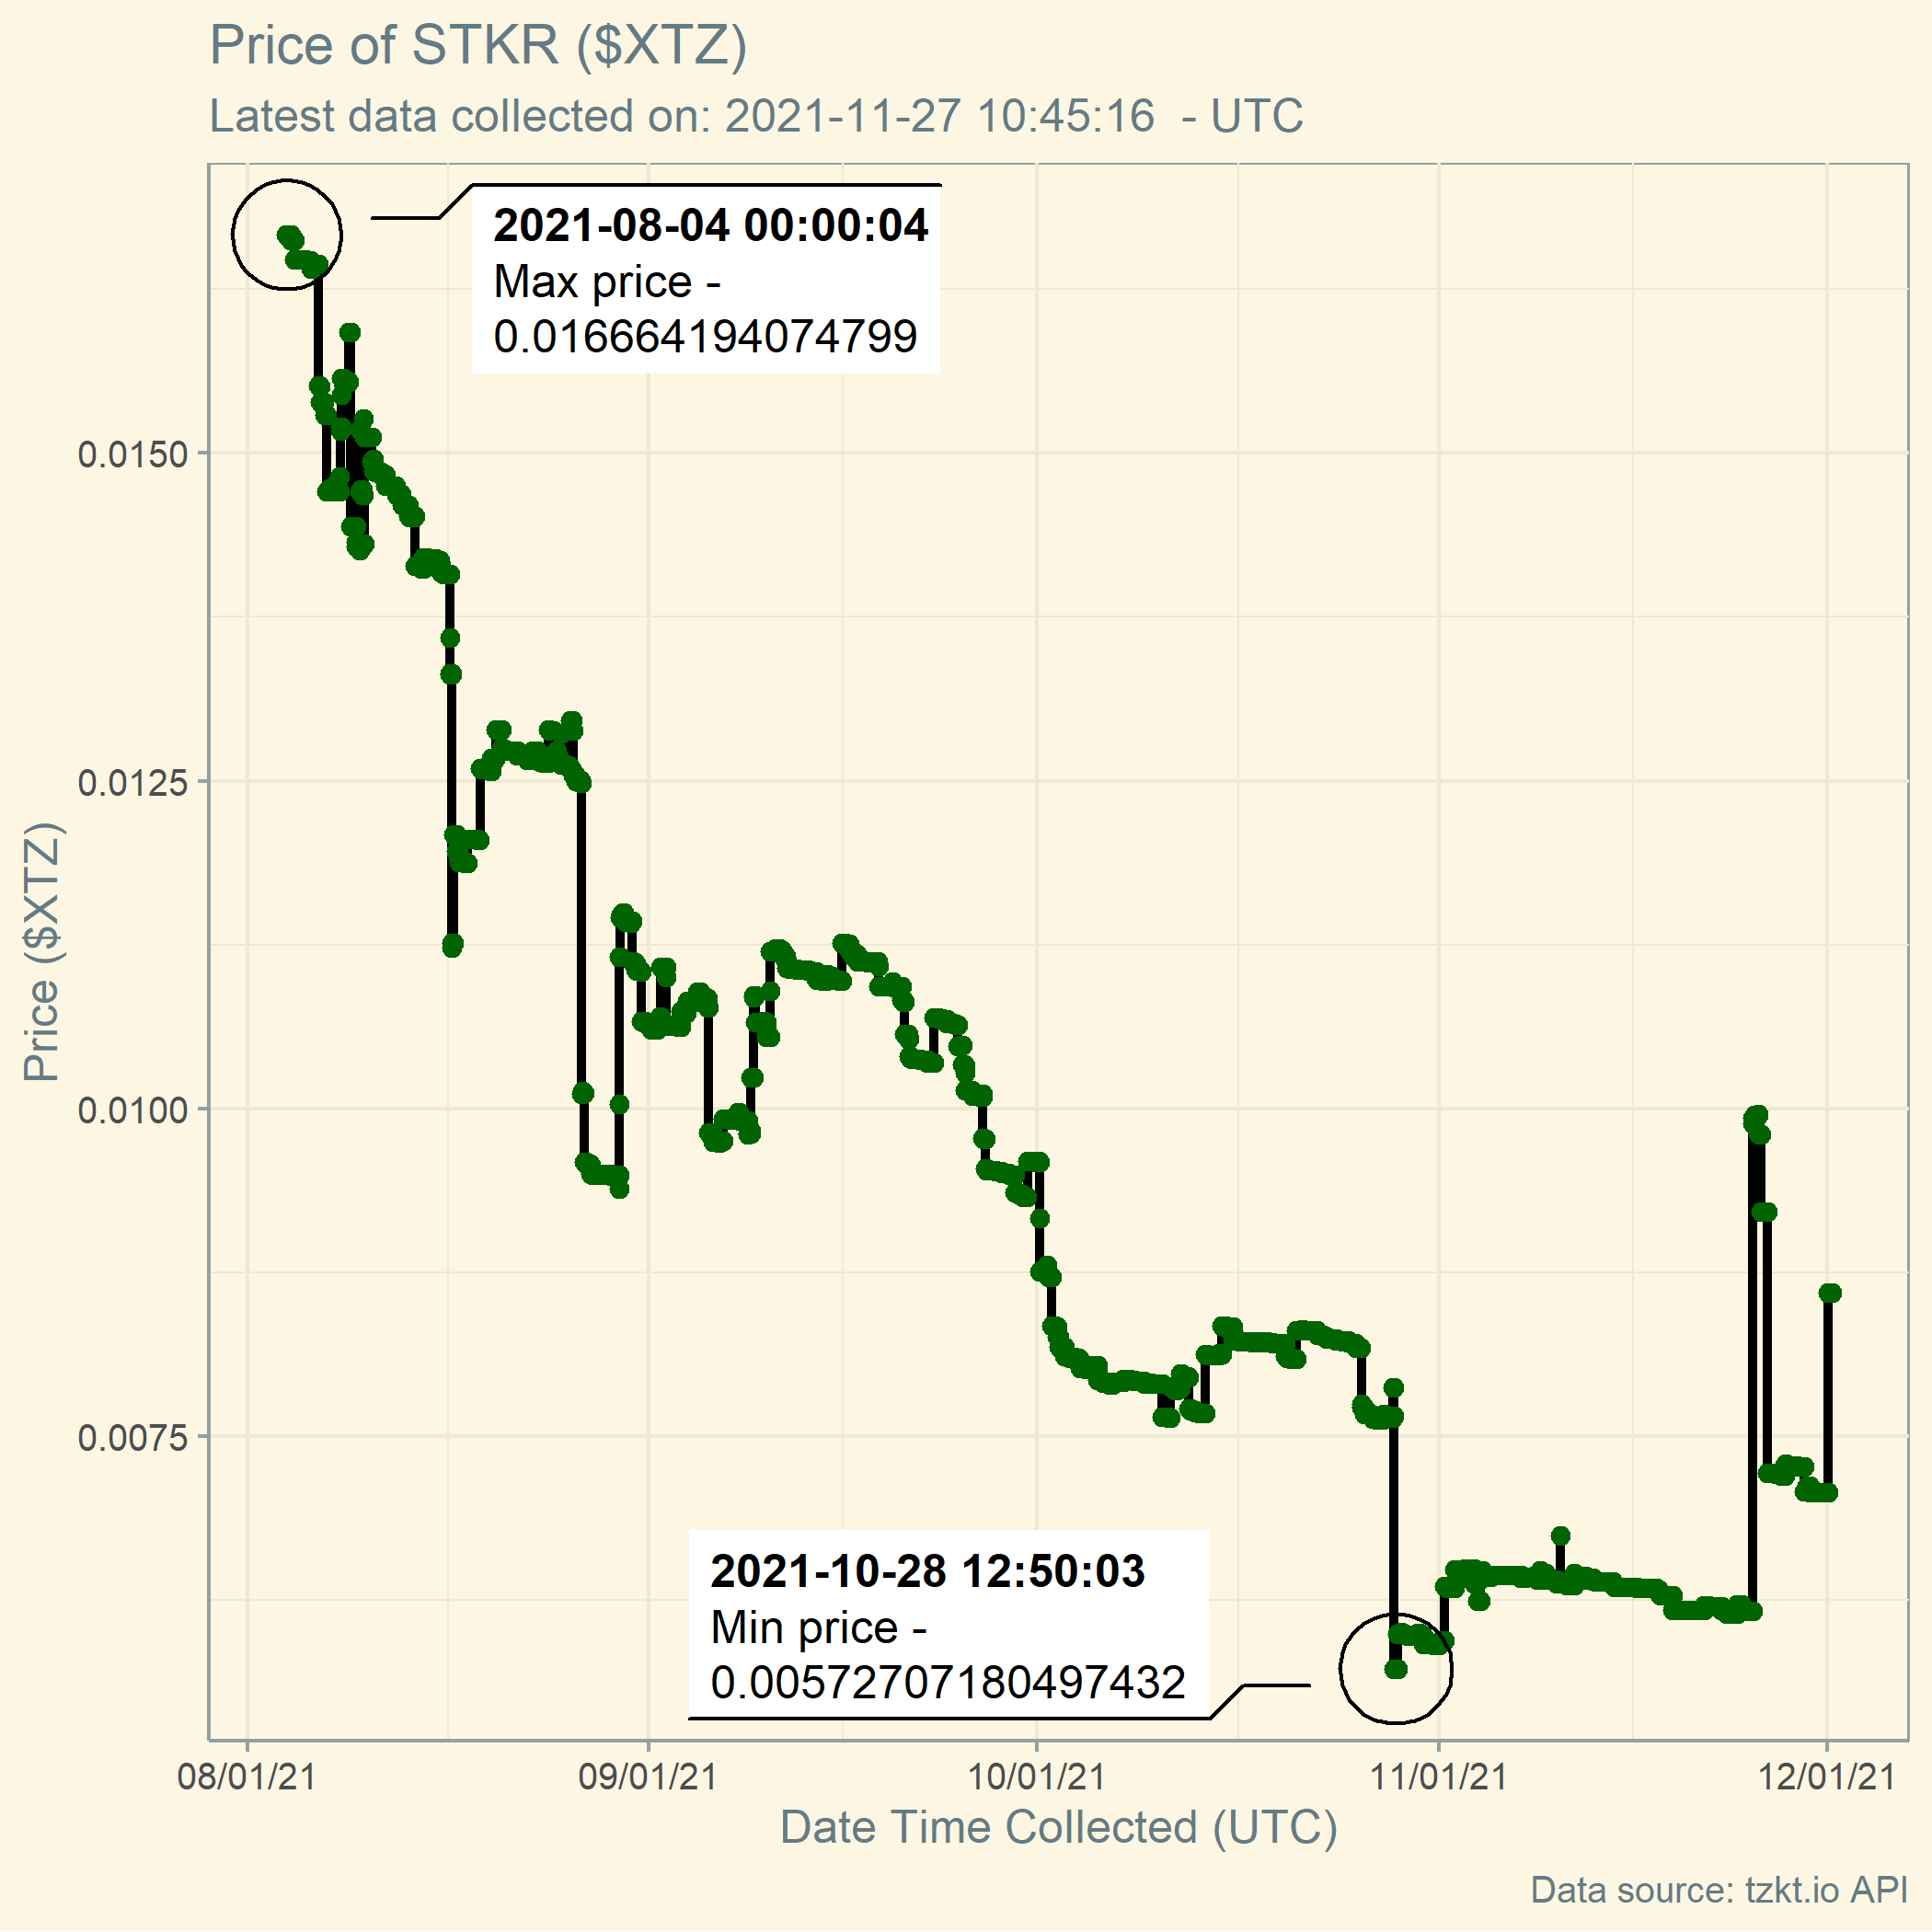 Price of STKR ($XTZ)
Latest data collected on: 2021-11-27 10:45:16  - UTC
2021-08-04 00:00:04
Max price -
0.016664194074799
0.0150
0.0125
0.0100
0.0075
Price ($XTZ)
2021-10-28 12:50:03
Min price -
0.00572707180497432
08/01/21
09/01/21
10/01/21
11/01/21
12/01/21
Date Time Collected (UTC)
Data source: tzkt.io API